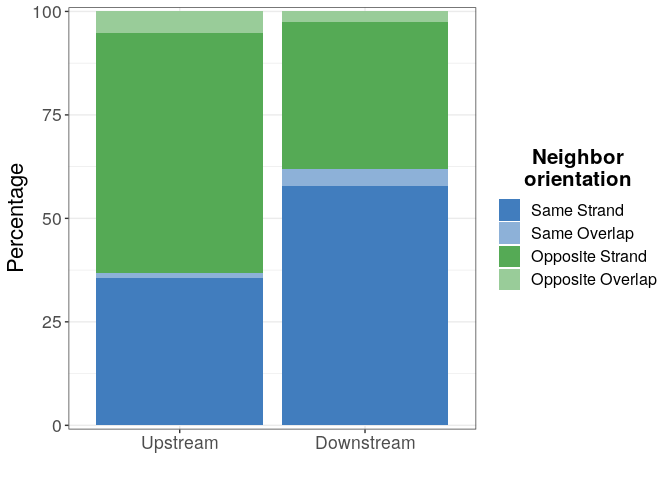 100
75
50
25
0
Percentage
Upstream
Downstream
Neighbor
orientation
Same Strand
Same Overlap
Opposite Strand
Opposite Overlap